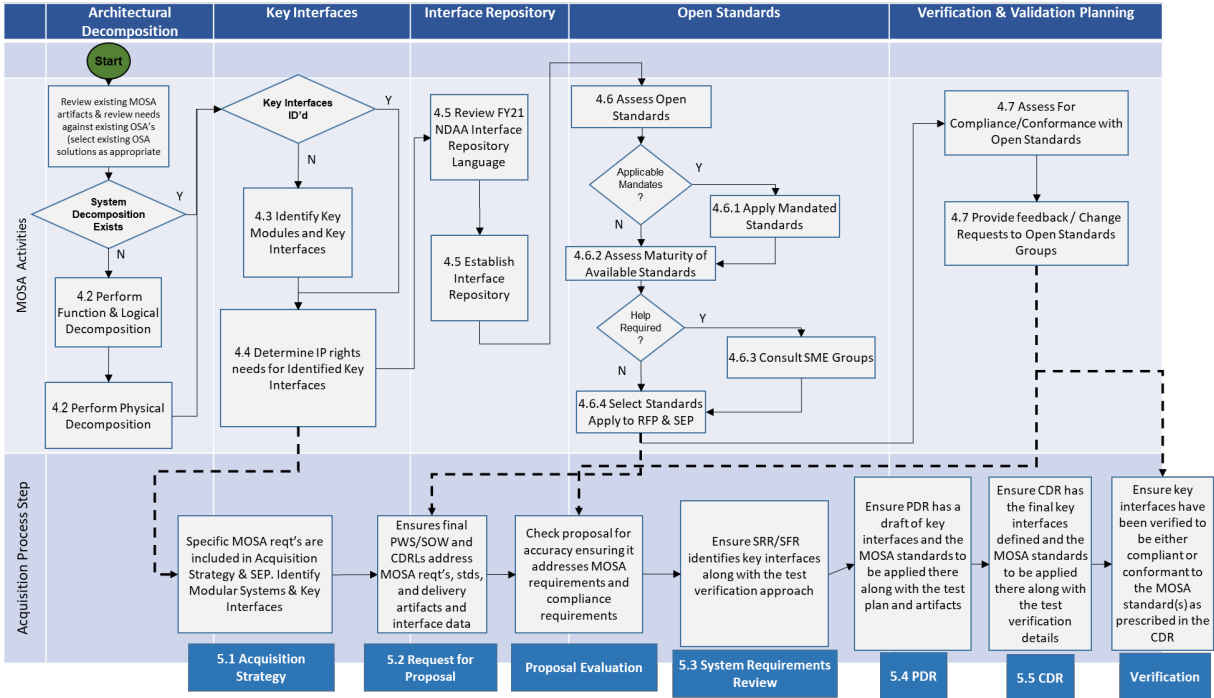 Architectural
Decomposition
Key Interfaces
Interface Repository
Open Standards
Verification & Validation Planning
MOSA Activities
Start
Review existing MOSA
artifacts & review needs
against existing OSA's
(select existing OSA
solutions as appropriate
System
Decomposition
Exists
Y
N
4.2 Perform
Function & Logical
Decomposition
4.2 Perform Physical
Decomposition
Key Interfaces
ID'd
Y
N
4.3 Identify Key
Modules and Key
Interfaces
4.4 Determine IP rights
needs for Identified Key
Interfaces
4.5 Review FY21
NDAA Interface
Repository
Language
4.5 Establish
Interface
Repository
4.6 Assess Open
Standards
Applicable
Mandates
?
Y
N
4.6.1 Apply Mandated
Standards
4.6.2 Assess Maturity of
Available Standards
Help
Required
?
Y
N
4.6.3 Consult SME Groups
4.6.4 Select Standards
Apply to RFP & SEP
4.7 Assess For
Compliance/Conformance with
Open Standards
4.7 Provide feedback / Change
Requests to Open Standards
Groups
Acquisition Process Step
Specific MOSA reqt's are
included in Acquisition
Strategy & SEP. Identify
Modular Systems & Key
Interfaces
5.1 Acquisition
Strategy
Ensures final
PWS/SOW and
CDRLs address
MOSA reqt's, stds,
and delivery
artifacts and
interface data
5.2 Request for
Proposal
Check proposal for
accuracy ensuring it
addresses MOSA
requirements and
compliance
requirements
Proposal Evaluation
Ensure SRR/SFR
identifies key interfaces
along with the test
verification approach
5.3 System Requirements
Review
Ensure PDR has a
draft of key
interfaces and the
MOSA standards to
be applied there
along with the test
plan and artifacts
5.4 PDR
Ensure CDR has
the final key
interfaces
defined and the
MOSA standards
to be applied
there along with
the test
verification
details
5.5 CDR
Ensure key
interfaces have
been verified to
be either
compliant or
conformant to
the MOSA
standard(s) as
prescribed in the
CDR
Verification